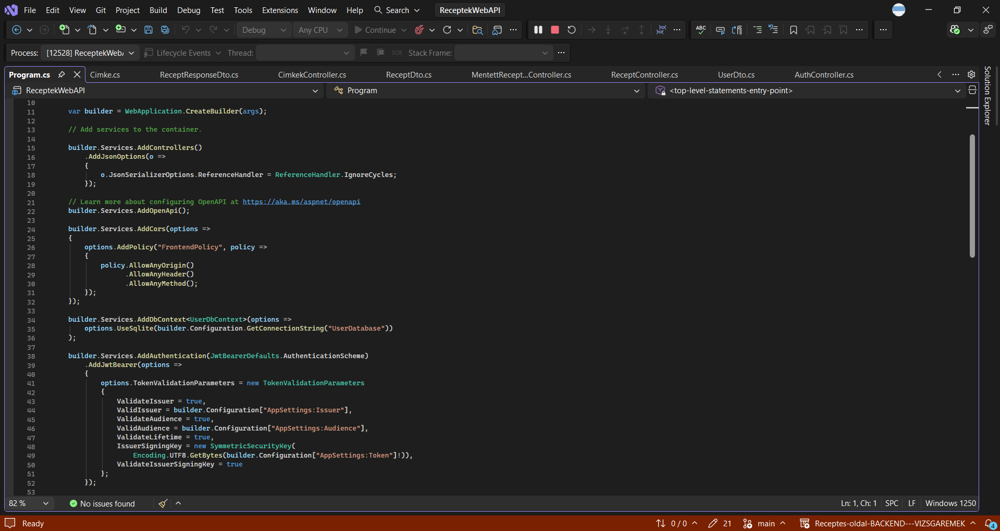 File Edit View Git Project Build Debug Test Tools Extensions Window Help Search ReceptekWebAPI
Debug Any CPU Continue
Process: [12528] ReceptekWeb Lifecycle Events Thread: Stack Frame:
Program.cs Cimke.cs ReceptResponseDto.cs CimkekController.cs ReceptDto.cs MentettRecept...Controller.cs ReceptController.cs UserDto.cs AuthController.cs
Solution Explorer
ReceptekWebAPI Program <top-level-statements-entry-point>
10
11 var builder = WebApplication.CreateBuilder(args);
12
13 // Add services to the container.
14
15 builder.Services.AddControllers()
16 .AddJsonOptions(o =>
17 {
18 o.JsonSerializerOptions.ReferenceHandler = ReferenceHandler.IgnoreCycles;
19 });
20
21 // Learn more about configuring OpenAPI at https://aka.ms/aspnet/openapi
22 builder.Services.AddOpenApi();
23
24 builder.Services.AddCors(options =>
25 {
26 options.AddPolicy("FrontendPolicy", policy =>
27 {
28 policy.AllowAnyOrigin()
29 .AllowAnyHeader()
30 .AllowAnyMethod();
31 });
32 });
33
34 builder.Services.AddDbContext<UserDbContext>(options =>
35 options.UseSqlite(builder.Configuration.GetConnectionString("UserDatabase"))
36 );
37
38 builder.Services.AddAuthentication(JwtBearerDefaults.AuthenticationScheme)
39 .AddJwtBearer(options =>
40 {
41 options.TokenValidationParameters = new TokenValidationParameters
42 {
43 ValidateIssuer = true,
44 ValidIssuer = builder.Configuration["AppSettings:Issuer"],
45 ValidateAudience = true,
46 ValidAudience = builder.Configuration["AppSettings:Audience"],
47 ValidateLifetime = true,
48 IssuerSigningKey = new SymmetricSecurityKey(
49 Encoding.UTF8.GetBytes(builder.Configuration["AppSettings:Token"]!)),
50 ValidateIssuerSigningKey = true
51 };
52 });
53
82 % No issues found Ln: 1, Ch: 1 SPC LF Windows 1250
Ready 0 / 0 21 main Receptes-oldal-BACKEND---VIZSGAREMEK 4